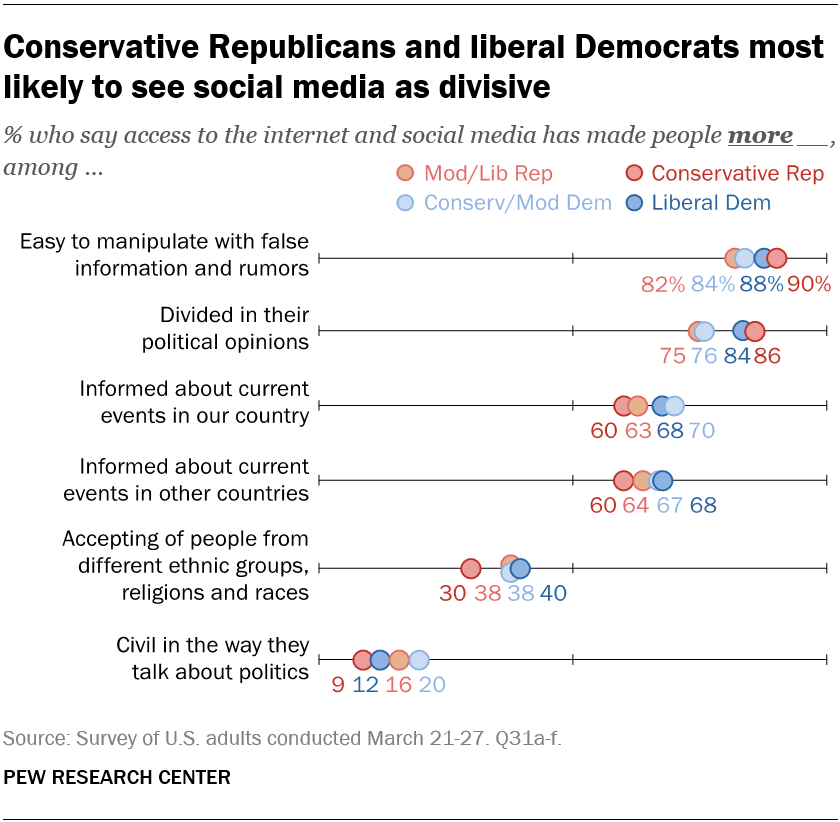 Conservative Republicans and liberal Democrats most
likely to see social media as divisive
% who say access to the internet and social media has made people more __,
among ...
Mod/Lib Rep Conservative Rep
Conserv/Mod Dem Liberal Dem
Easy to manipulate with false
information and rumors
82% 84% 88% 90%
Divided in their
political opinions
75 76 84 86
Informed about current
events in our country
60 63 68 70
Informed about current
events in other countries
60 64 67 68
Accepting of people from
different ethnic groups,
religions and races
30 38 38 40
Civil in the way they
talk about politics
9 12 16 20
Source: Survey of U.S. adults conducted March 21-27. Q31a-f.
PEW RESEARCH CENTER